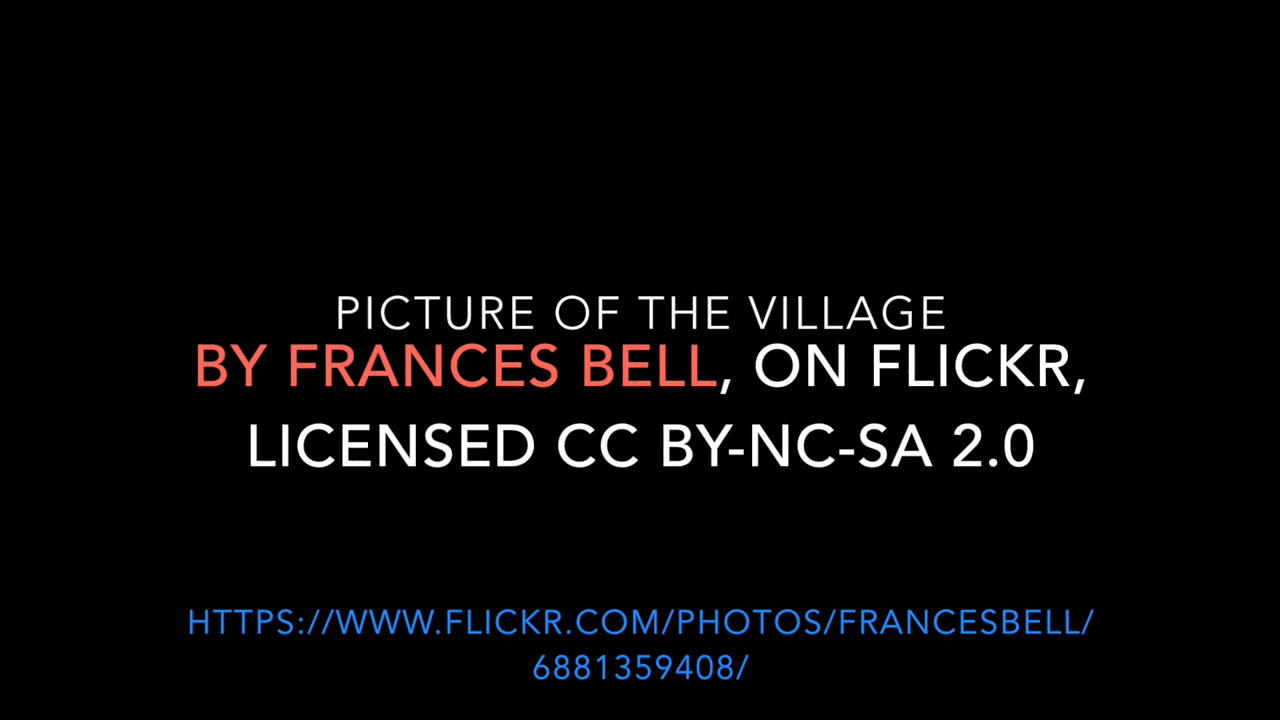 PICTURE OF THE VILLAGE
BY FRANCES BELL, ON FLICKR,
LICENSED CC BY-NC-SA 2.0
HTTPS://WWW.FLICKR.COM/PHOTOS/FRANCESBELL/
6881359408/